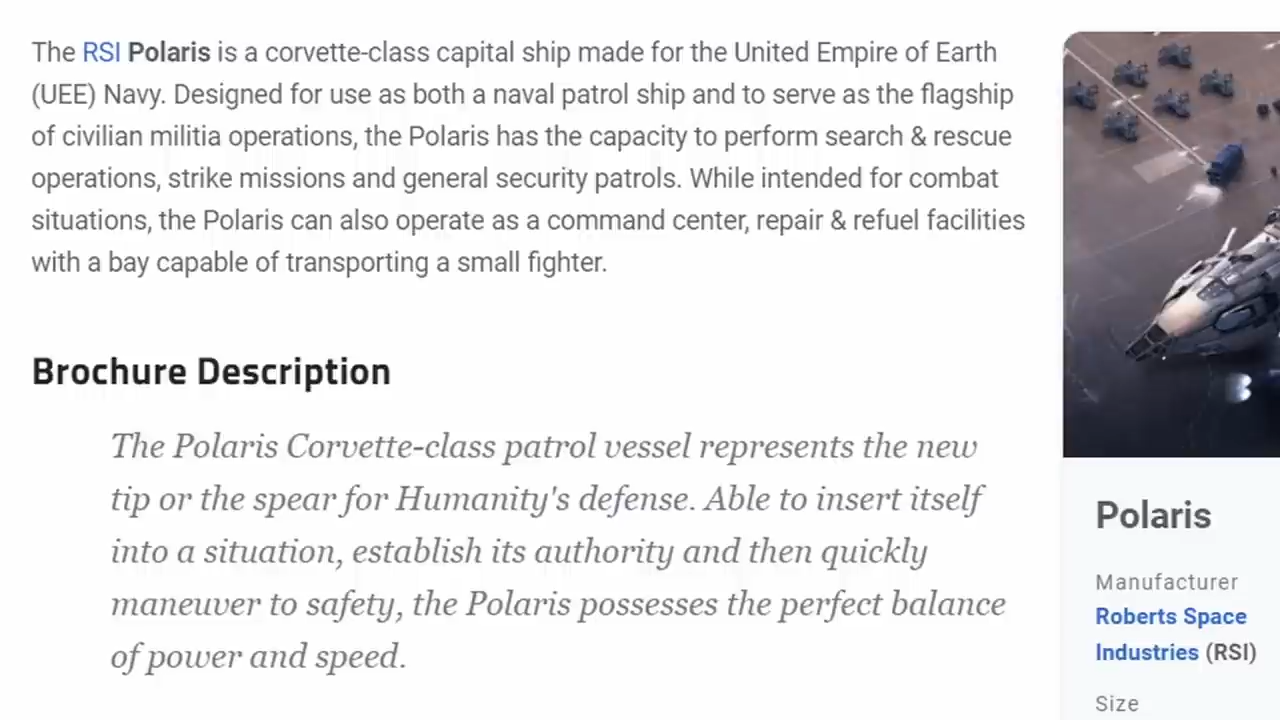 The RSI Polaris is a corvette-class capital ship made for the United Empire of Earth
(UEE) Navy. Designed for use as both a naval patrol ship and to serve as the flagship
of civilian militia operations, the Polaris has the capacity to perform search & rescue
operations, strike missions and general security patrols. While intended for combat
situations, the Polaris can also operate as a command center, repair & refuel facilities
with a bay capable of transporting a small fighter.
Brochure Description
The Polaris Corvette-class patrol vessel represents the new
tip or the spear for Humanity's defense. Able to insert itself
into a situation, establish its authority and then quickly
maneuver to safety, the Polaris possesses the perfect balance
of power and speed.
Polaris
Manufacturer
Roberts Space
Industries (RSI)
Size